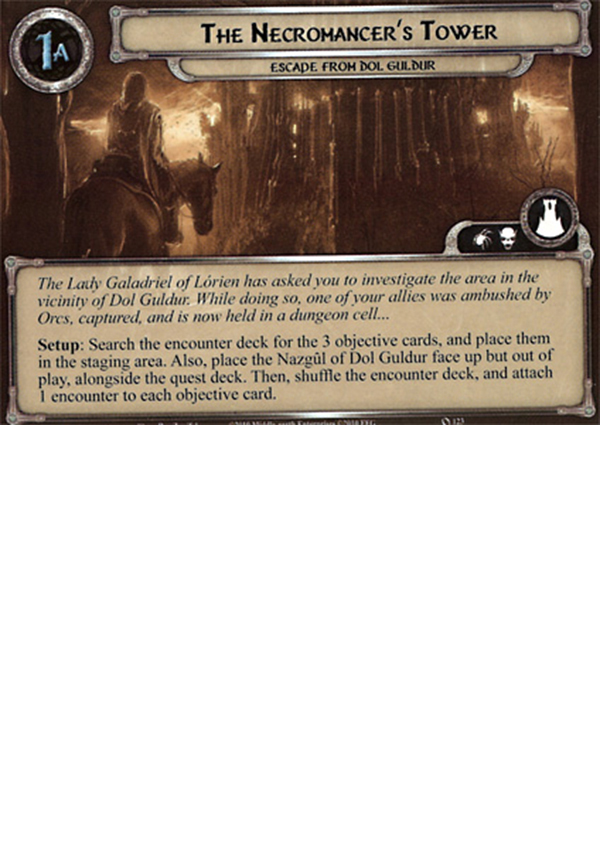 1A
THE NECROMANCER'S TOWER
ESCAPE FROM DOL GULDUR
The Lady Galadriel of Lórien has asked you to investigate the area in the
vicinity of Dol Guldur. While doing so, one of your allies was ambushed by
Orcs, captured, and is now held in a dungeon cell...
Setup: Search the encounter deck for the 3 objective cards, and place them
in the staging area. Also, place the Nazgûl of Dol Guldur face up but out of
play, alongside the quest deck. Then, shuffle the encounter deck, and attach
1 encounter to each objective card.